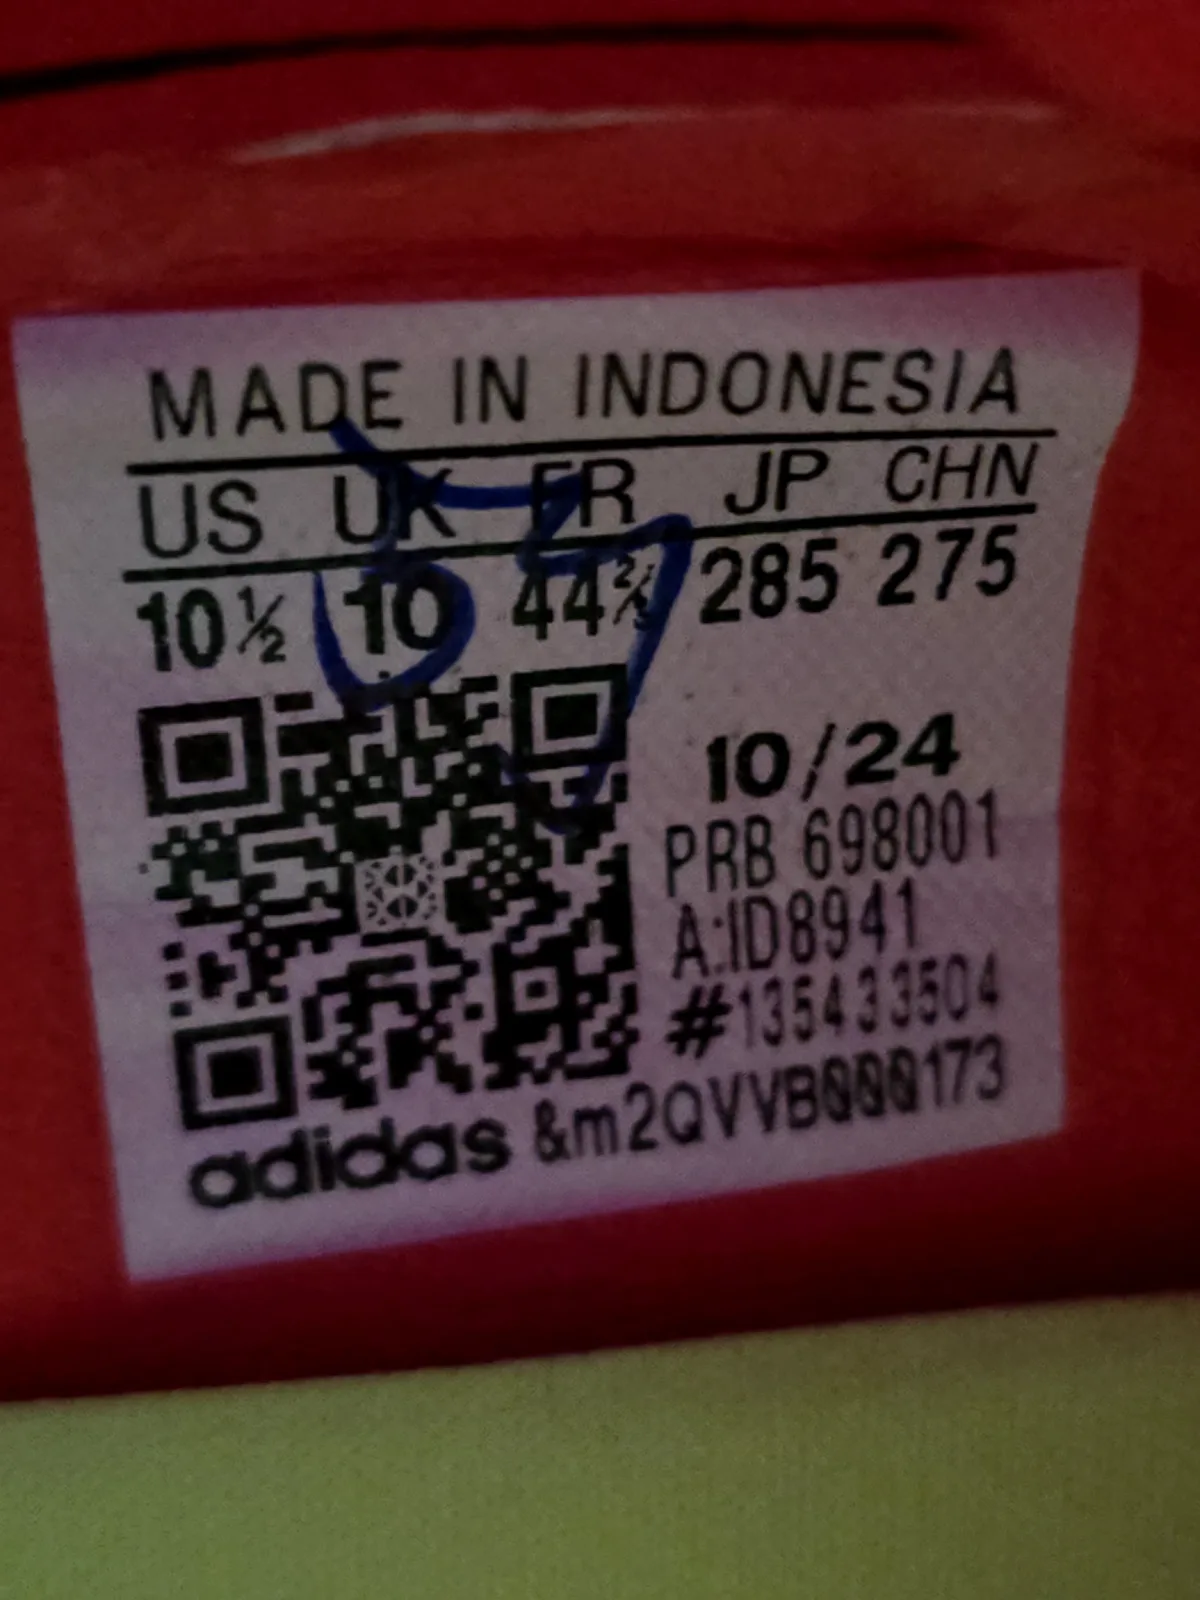 MADE IN INDONESIA
US UK FR JP CHN
10½ 10 44⅔ 285 275
10/24
PRB 698001
A:ID8941
#135433504
adidas &m2QVVB000173